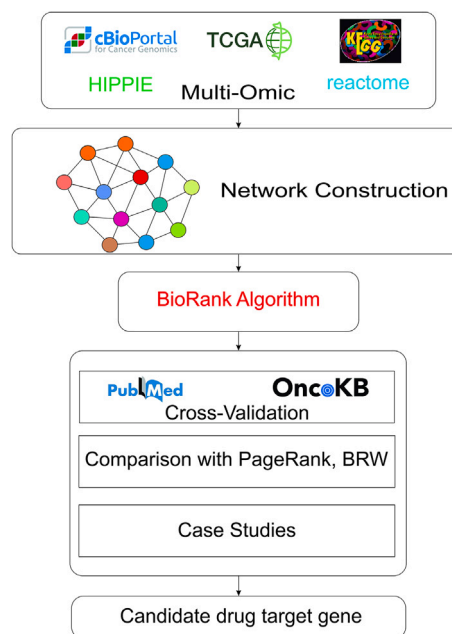 cBioPortal
for Cancer Genomics
TCGA
KEGG
HIPPIE
Multi-Omic
reactome
Network Construction
BioRank Algorithm
PubMed
OncoKB
Cross-Validation
Comparison with PageRank, BRW
Case Studies
Candidate drug target gene